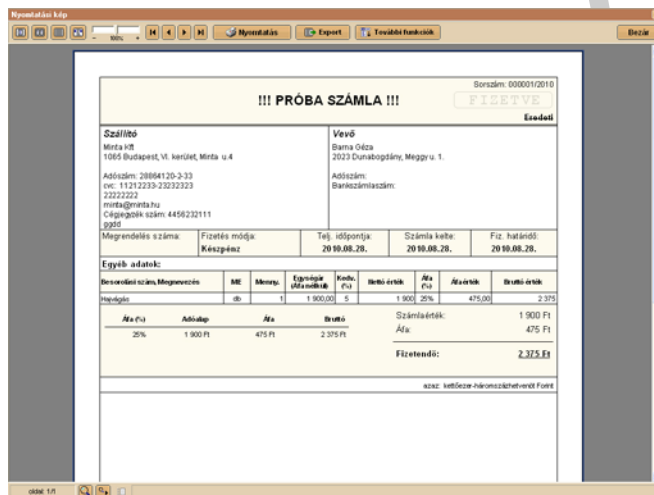 Nyomtatási kép
100%
Nyomtatás
Export
További funkciók
Bezár
Sorszám: 000001/2010
!!! PRÓBA SZÁMLA !!!
FIZETVE
Eredeti
Szállító
Minta Kft
1065 Budapest, VI. kerület, Minta u.4
Adószám: 28864120-2-33
cvc: 11212233-23232323
22222222
minta@minta.hu
Cégjegyzék szám: 4456232111
ggdd
Vevő
Barna Géza
2023 Dunabogdány, Meggy u. 1.
Adószám:
Bankszámlaszám:
Megrendelés száma:
Fizetés módja:
Telj. időpontja:
Számla kelte:
Fiz. határidő:
Készpénz
2010.08.28.
2010.08.28.
2010.08.28.
Egyéb adatok:
Besorolási szám, Megnevezés ME Menny. Egységár (Áfa nélkül) Kedv. (%) Nettó érték Áfa (%) Áfa érték Bruttó érték
Hajvágás db 1 1 900,00 5 1 900 25% 475,00 2 375
Áfa (%) Adóalap Áfa Bruttó
25% 1 900 Ft 475 Ft 2 375 Ft
Számlaérték: 1 900 Ft
Áfa: 475 Ft
Fizetendő: 2 375 Ft
azaz: kettőezer-háromszázhetvenöt Forint
oldal: 1/1